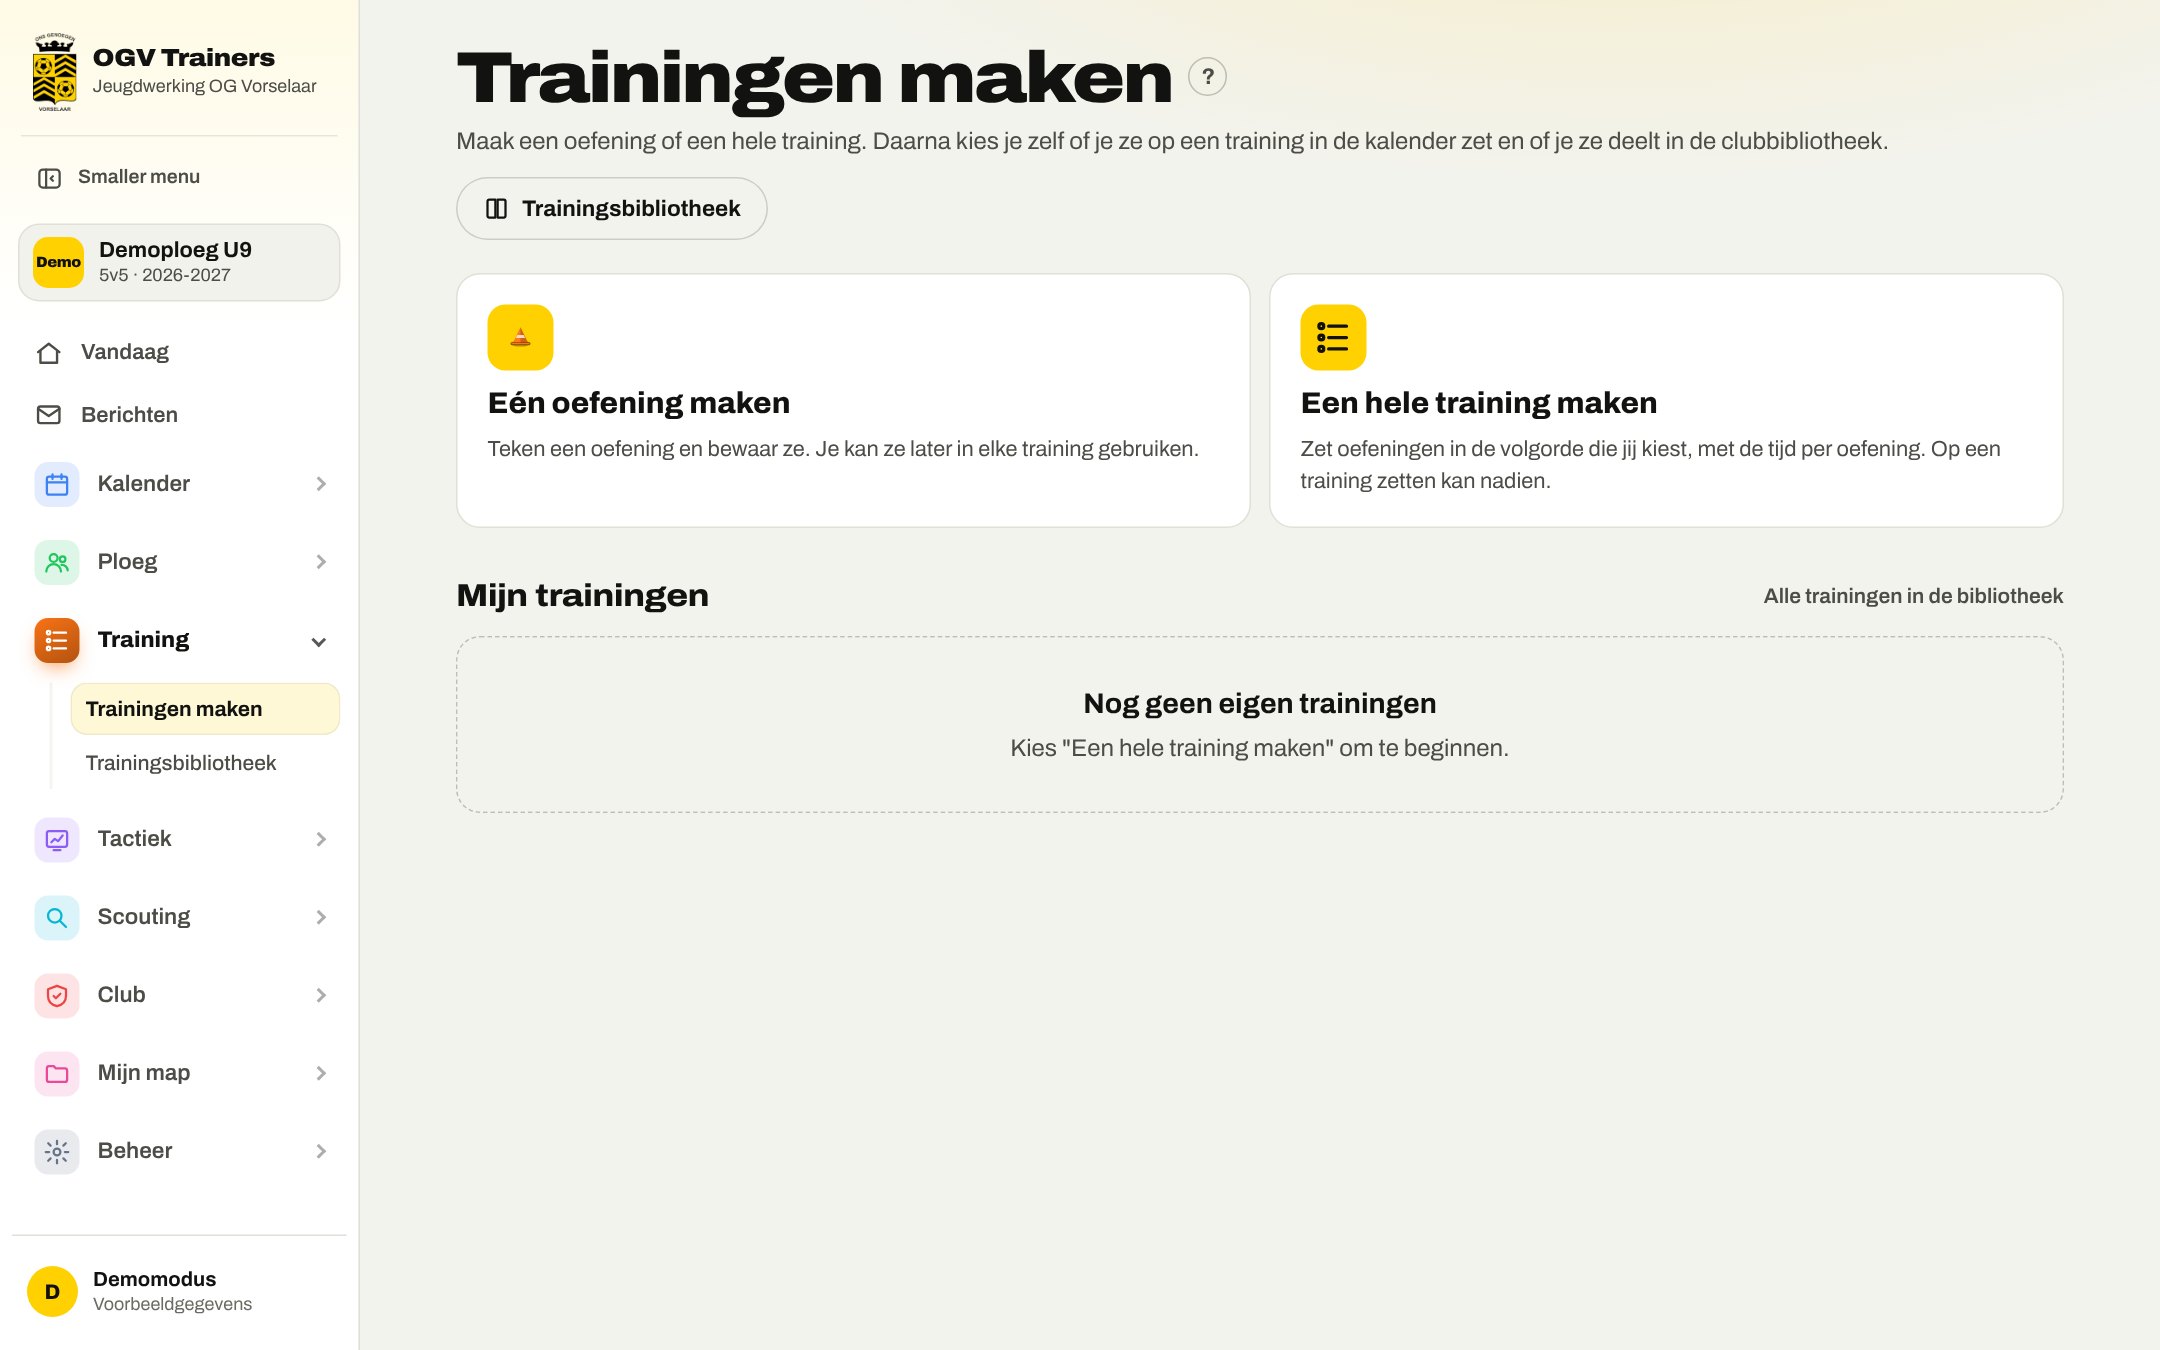 ONS GENOEGEN
VORSELAAR
OGV Trainers
Jeugdwerking OG Vorselaar
Smaller menu
Demo
Demoploeg U9
5v5 · 2026-2027
Vandaag
Berichten
Kalender
Ploeg
Training
Trainingen maken
Trainingsbibliotheek
Tactiek
Scouting
Club
Mijn map
Beheer
D
Demomodus
Voorbeeldgegevens
Trainingen maken ?
Maak een oefening of een hele training. Daarna kies je zelf of je ze op een training in de kalender zet en of je ze deelt in de clubbibliotheek.
Trainingsbibliotheek
Eén oefening maken
Teken een oefening en bewaar ze. Je kan ze later in elke training gebruiken.
Een hele training maken
Zet oefeningen in de volgorde die jij kiest, met de tijd per oefening. Op een
training zetten kan nadien.
Mijn trainingen
Alle trainingen in de bibliotheek
Nog geen eigen trainingen
Kies "Een hele training maken" om te beginnen.